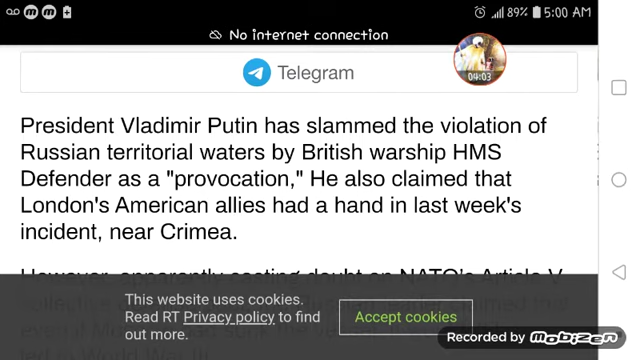 89% 5:00 AM
No internet connection
Telegram
04:03
President Vladimir Putin has slammed the violation of
Russian territorial waters by British warship HMS
Defender as a "provocation," He also claimed that
London's American allies had a hand in last week's
incident, near Crimea.
However, apparently casting doubt on NATO's Article V
This website uses cookies.
Read RT Privacy policy to find
out more.
Accept cookies
Recorded by mobizen